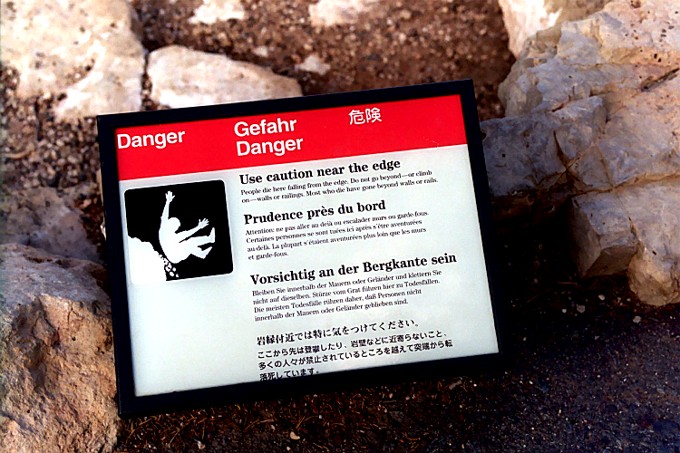 Danger
Gefahr
Danger
危険
Use caution near the edge
People die here falling from the edge. Do not go beyond—or climb
on—walls or railings. Most who die have gone beyond walls or rails.
Prudence près du bord
Attention: ne pas aller au delà ou escalader murs ou garde-fous.
Certaines personnes se sont tuées ici après s'être aventurées
au-delà. La plupart s'étaient aventurées plus loin que les murs
et garde-fous.
Vorsichtig an der Bergkante sein
Bleiben Sie innerhalb der Mauern oder Geländer und klettern Sie
nicht auf dieselben. Stürze vom Grat führen hier zu Todesfällen.
Die meisten Todesfälle rühren daher, daß Personen nicht
innerhalb der Mauern oder Geländer geblieben sind.
岩縁付近では特に気をつけてください。
ここから先は登攀したり、岩壁などに近寄らないこと、
多くの人々が禁止されているところを越えて突端から転
落死しています。